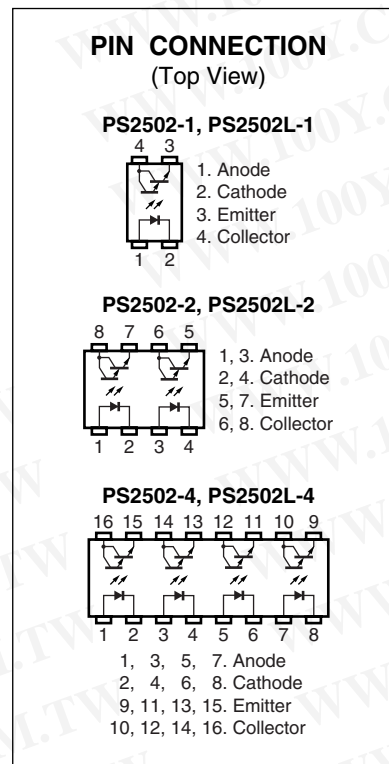 PIN CONNECTION
(Top View)
PS2502-1, PS2502L-1
4 3
1. Anode
2. Cathode
3. Emitter
4. Collector
1 2
PS2502-2, PS2502L-2
8 7 6 5
1, 3. Anode
2, 4. Cathode
5, 7. Emitter
6, 8. Collector
1 2 3 4
PS2502-4, PS2502L-4
16 15 14 13 12 11 10 9
1 2 3 4 5 6 7 8
1, 3, 5, 7. Anode
2, 4, 6, 8. Cathode
9, 11, 13, 15. Emitter
10, 12, 14, 16. Collector